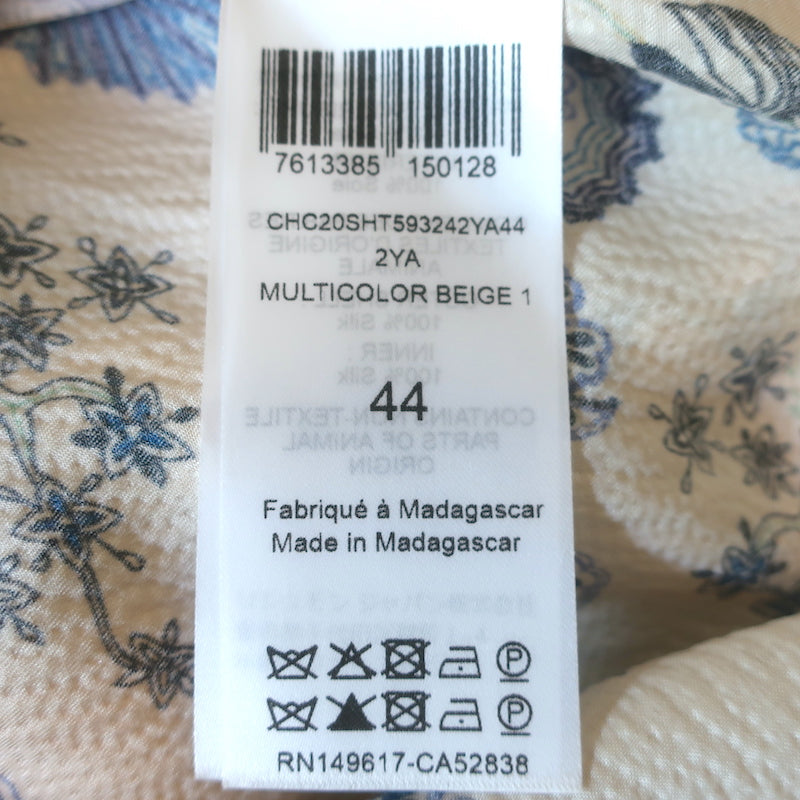 7613385 150128
CHC20SHT593242YA44
2YA
MULTICOLOR BEIGE 1
44
Fabriqué à Madagascar
Made in Madagascar
P
P
RN149617-CA52838